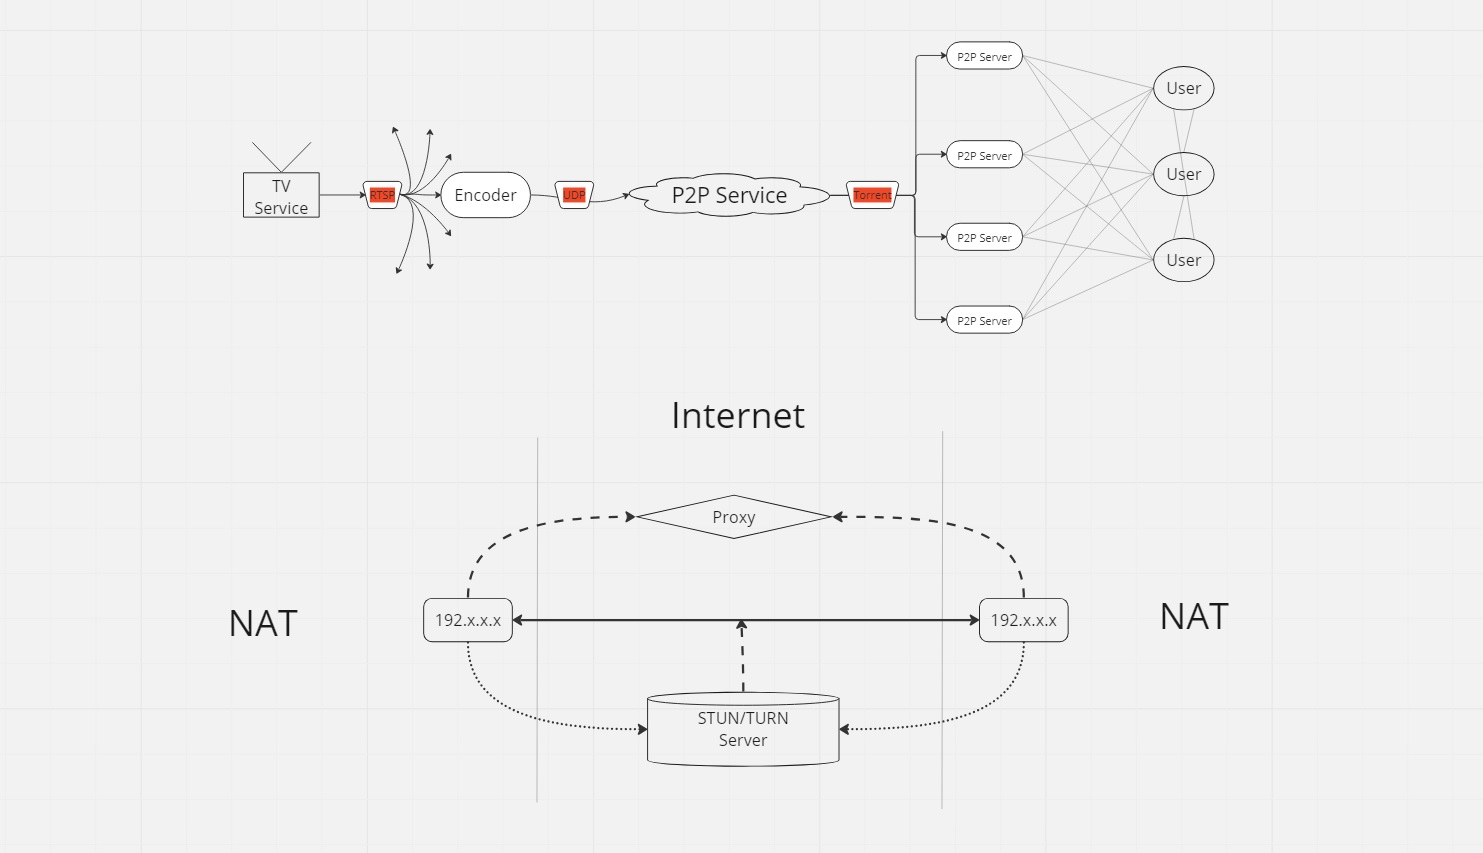 TV
Service
RTSP
Encoder
UDP
P2P Service
Torrent
P2P Server
P2P Server
P2P Server
P2P Server
User
User
User
Internet
Proxy
NAT
192.x.x.x
192.x.x.x
NAT
STUN/TURN
Server